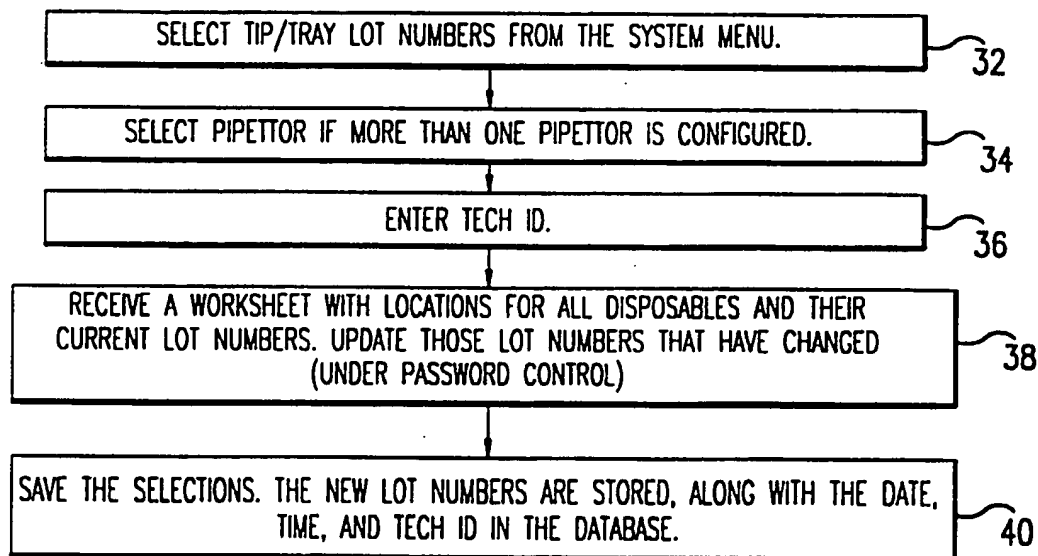 SELECT TIP/TRAY LOT NUMBERS FROM THE SYSTEM MENU.
32
SELECT PIPETTOR IF MORE THAN ONE PIPETTOR IS CONFIGURED.
34
ENTER TECH ID.
36
RECEIVE A WORKSHEET WITH LOCATIONS FOR ALL DISPOSABLES AND THEIR
CURRENT LOT NUMBERS. UPDATE THOSE LOT NUMBERS THAT HAVE CHANGED
(UNDER PASSWORD CONTROL)
38
SAVE THE SELECTIONS. THE NEW LOT NUMBERS ARE STORED, ALONG WITH THE DATE,
TIME, AND TECH ID IN THE DATABASE.
40